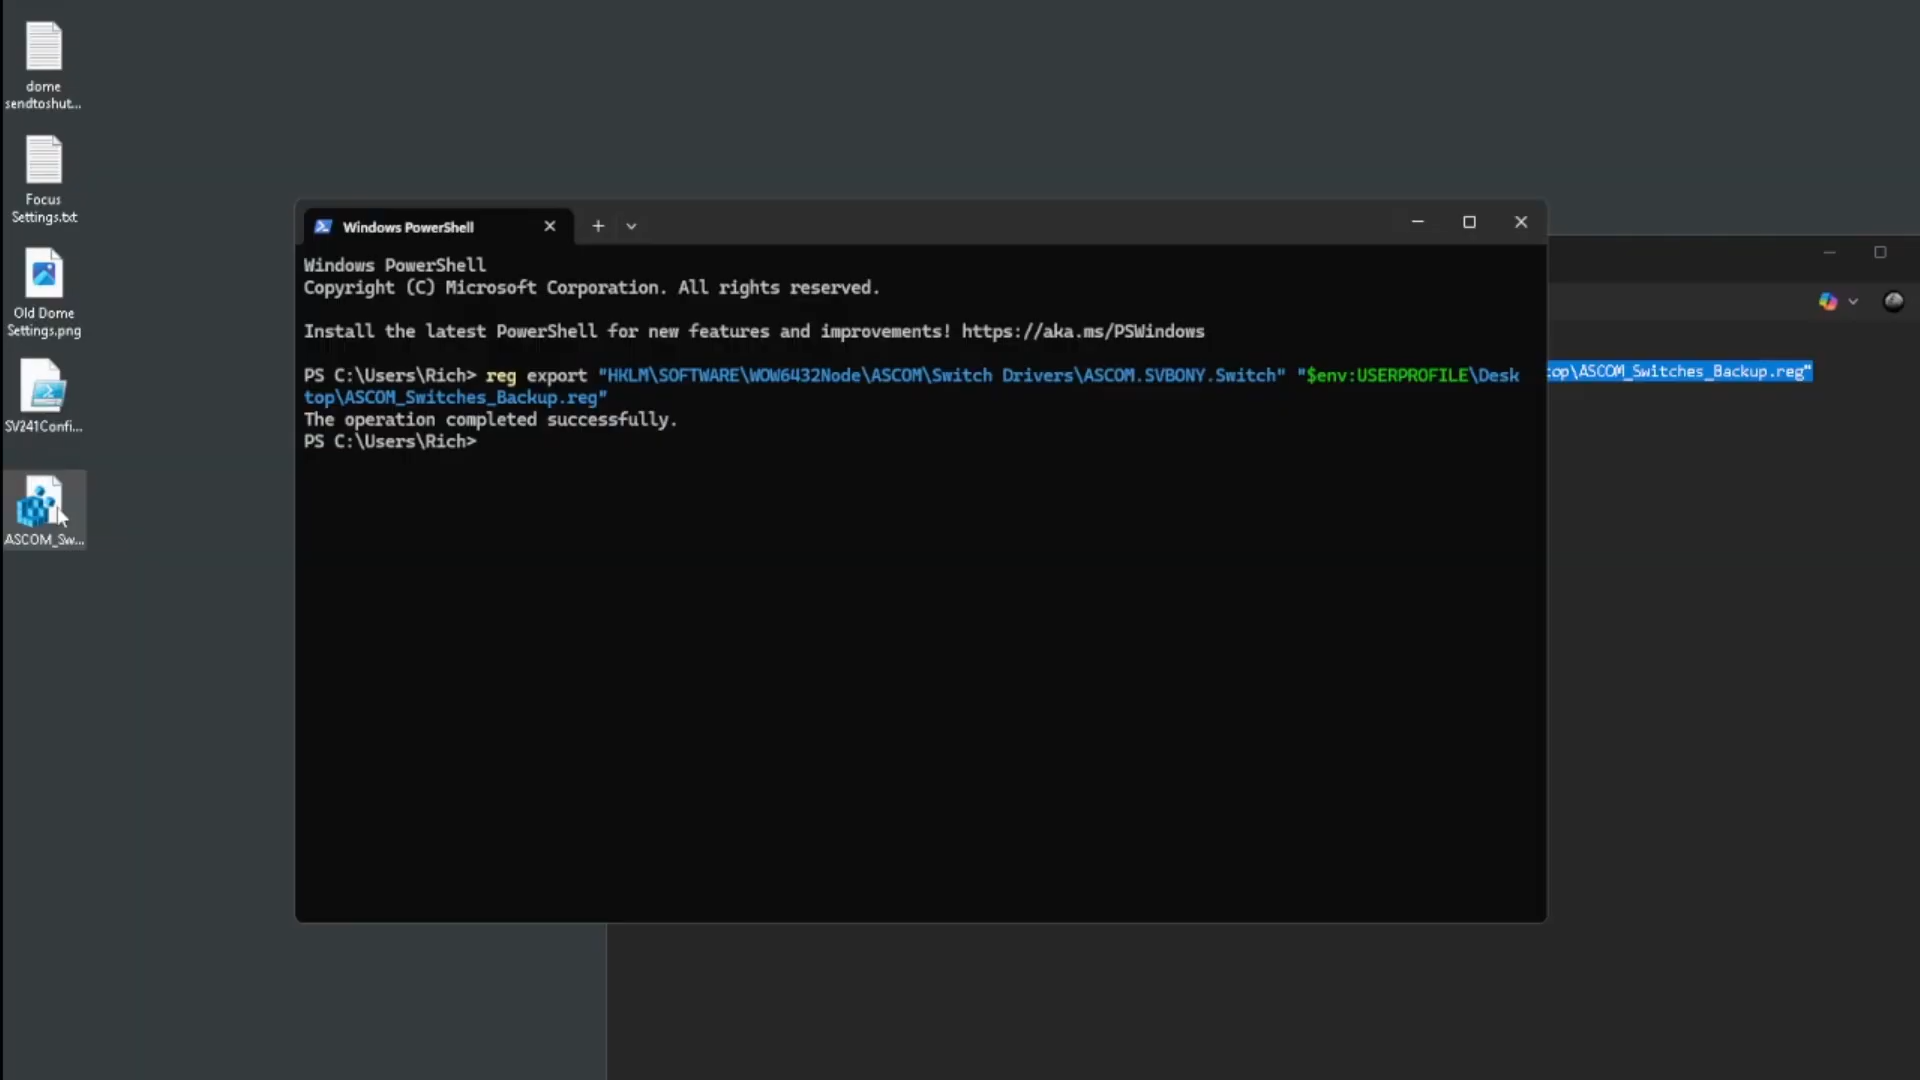 dome
sendtoshut...
Focus
Settings.txt
Old Dome
Settings.png
SV241Confi...
ASCOM_Sw...
Windows PowerShell
Windows PowerShell
Copyright (C) Microsoft Corporation. All rights reserved.
Install the latest PowerShell for new features and improvements! https://aka.ms/PSWindows
PS C:\Users\Rich> reg export "HKLM\SOFTWARE\WOW6432Node\ASCOM\Switch Drivers\ASCOM.SVBONY.Switch" "$env:USERPROFILE\Desk
top\ASCOM_Switches_Backup.reg"
The operation completed successfully.
PS C:\Users\Rich>
top\ASCOM_Switches_Backup.reg"